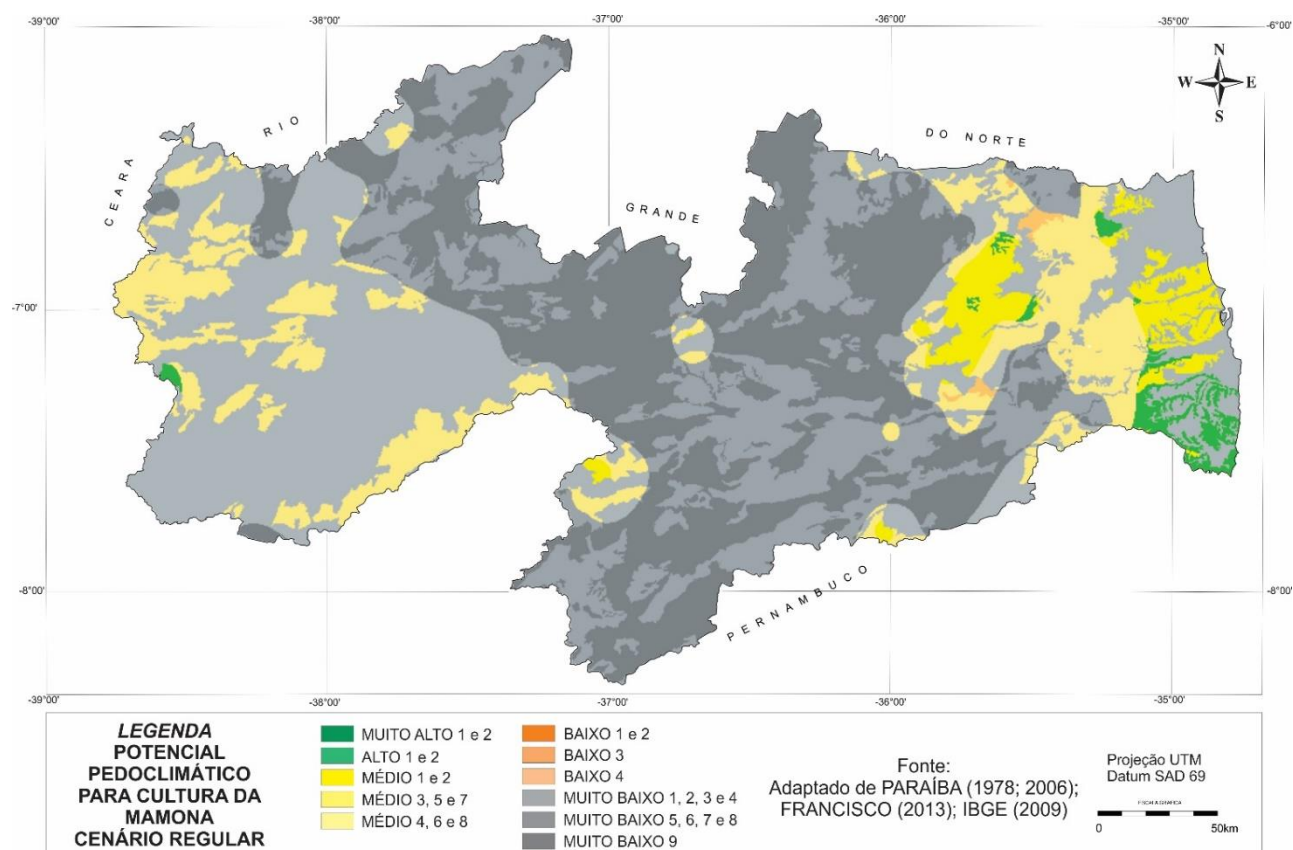 -39°00'
-38°00'
-37°00'
-36°00'
-35°00'
-6°00'
N
W E
S
CEARA
RIO
GRANDE
DO NORTE
-7°00'
-7°00'
-8°00'
-8°00'
PERNAMBUCO
-39°00'
-38°00'
-37°00'
-36°00'
-35°00'
LEGENDA
POTENCIAL
PEDOCLIMÁTICO
PARA CULTURA DA
MAMONA
CENÁRIO REGULAR
MUITO ALTO 1 e 2
ALTO 1 e 2
MÉDIO 1 e 2
MÉDIO 3, 5 e 7
MÉDIO 4, 6 e 8
BAIXO 1 e 2
BAIXO 3
BAIXO 4
MUITO BAIXO 1, 2, 3 e 4
MUITO BAIXO 5, 6, 7 e 8
MUITO BAIXO 9
Fonte:
Adaptado de PARAÍBA (1978; 2006);
FRANCISCO (2013); IBGE (2009)
Projeção UTM
Datum SAD 69
0 50km